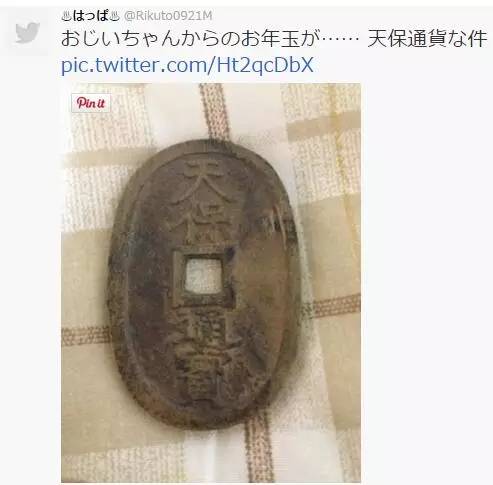 ♨はっぱ♨ @Rikuto0921M
おじいちゃんからのお年玉が…… 天保通貨な件
pic.twitter.com/Ht2qcDbX
Pin it
天保
通寳